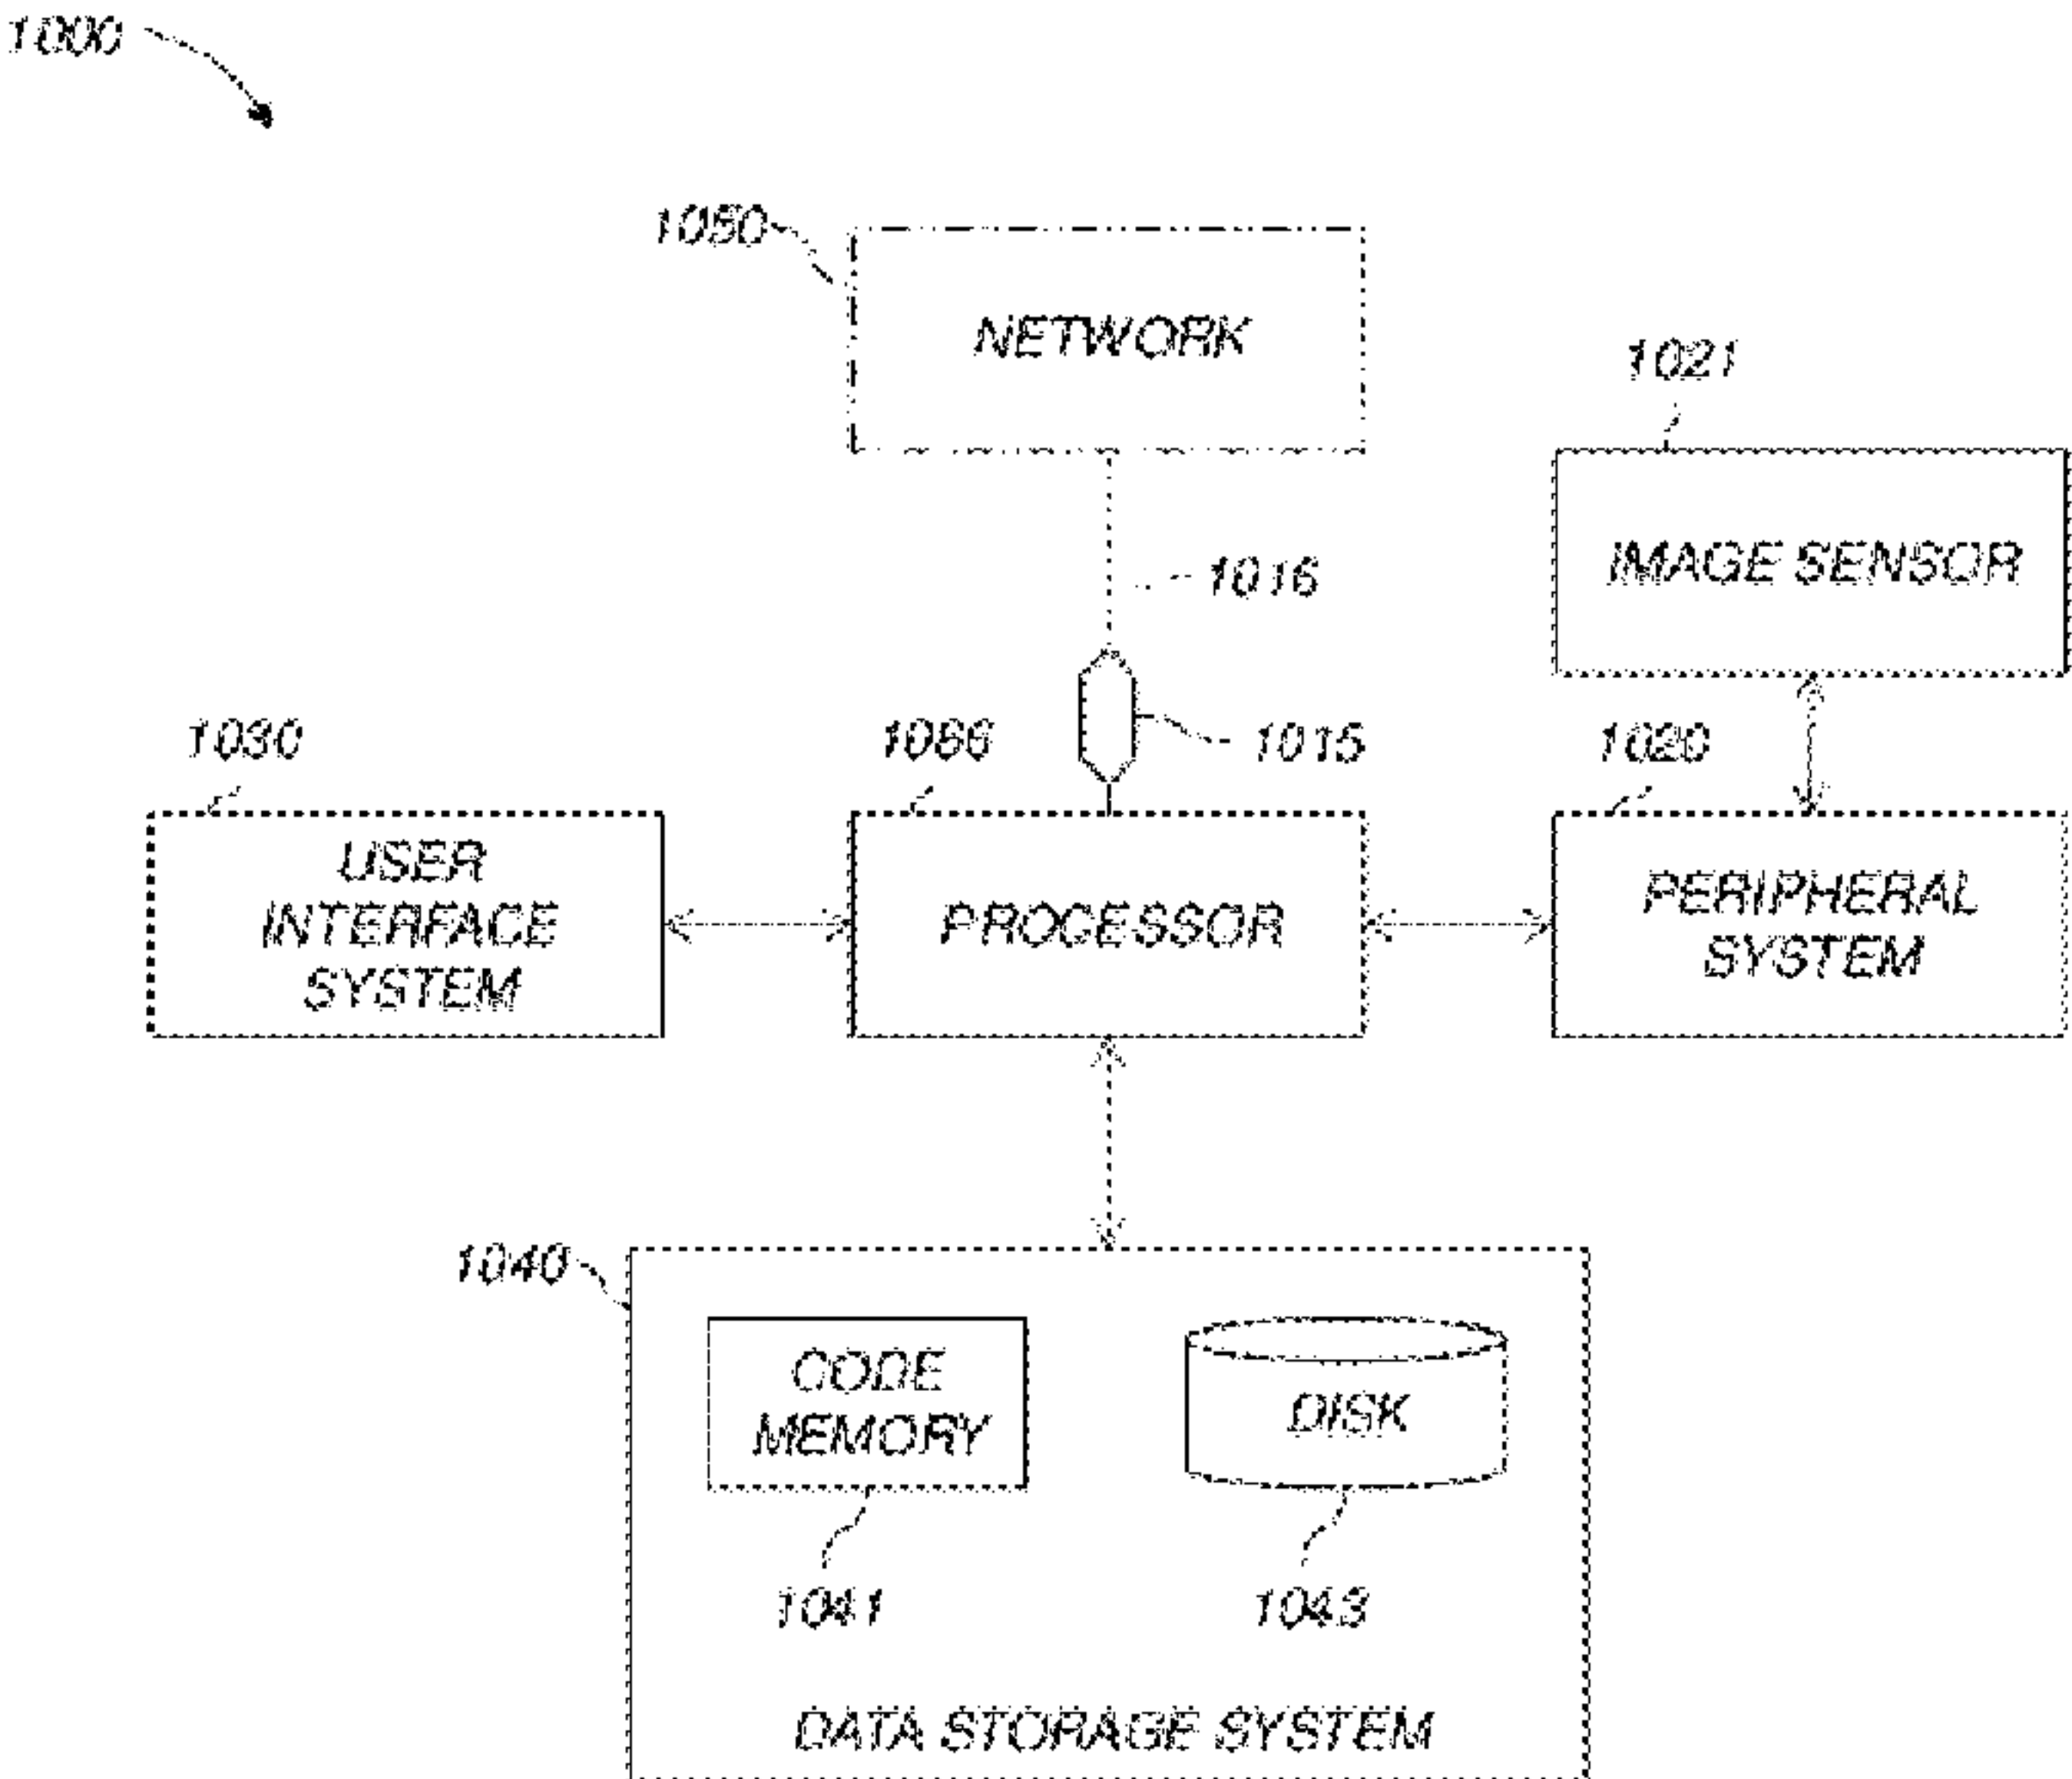 1000
1050
NETWORK
1021
IMAGE SENSOR
1016
1030
1086
1015
1020
USER
INTERFACE
SYSTEM
PROCESSOR
PERIPHERAL
SYSTEM
1040
CODE
MEMORY
DISK
1041
1043
DATA STORAGE SYSTEM